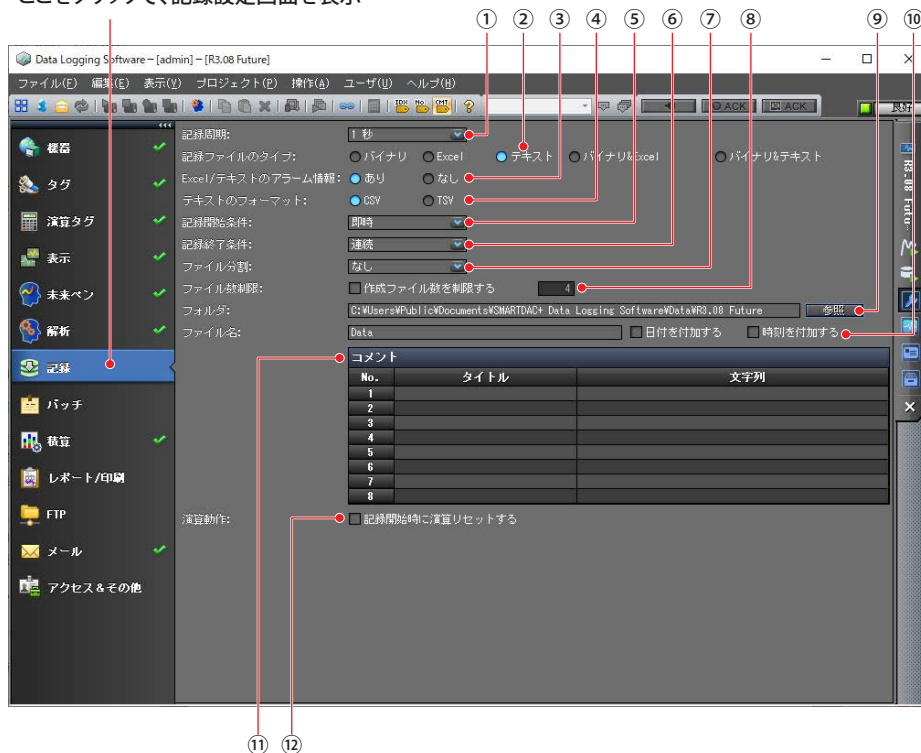 ここをクリックで、記録設定画面を表示
① ② ③ ④ ⑤ ⑥ ⑦ ⑧ ⑨ ⑩
Data Logging Software – [admin] – [R3.08 Future]
ファイル(F) 編集(E) 表示(V) プロジェクト(P) 操作(A) ユーザ(U) ヘルプ(H)
IDX No. CMT ? ACK ACK 良好
機器
タグ
演算タグ
表示
未来ペン
解析
記録
バッチ
積算
レポート/印刷
FTP
メール
アクセス&その他
記録周期: 1 秒
記録ファイルのタイプ: バイナリ Excel テキスト バイナリ&Excel バイナリ&テキスト
Excel/テキストのアラーム情報: あり なし
テキストのフォーマット: CSV TSV
記録開始条件: 即時
記録終了条件: 連続
ファイル分割: なし
ファイル数制限: 作成ファイル数を制限する 4
フォルダ: C:¥Users¥Public¥Documents¥SMARTDAC+ Data Logging Software¥Data¥R3.08 Future 参照
ファイル名: Data 日付を付加する 時刻を付加する
コメント
No. タイトル 文字列
1
2
3
4
5
6
7
8
演算動作: 記録開始時に演算リセットする
R3.08 Futu…
⑪ ⑫